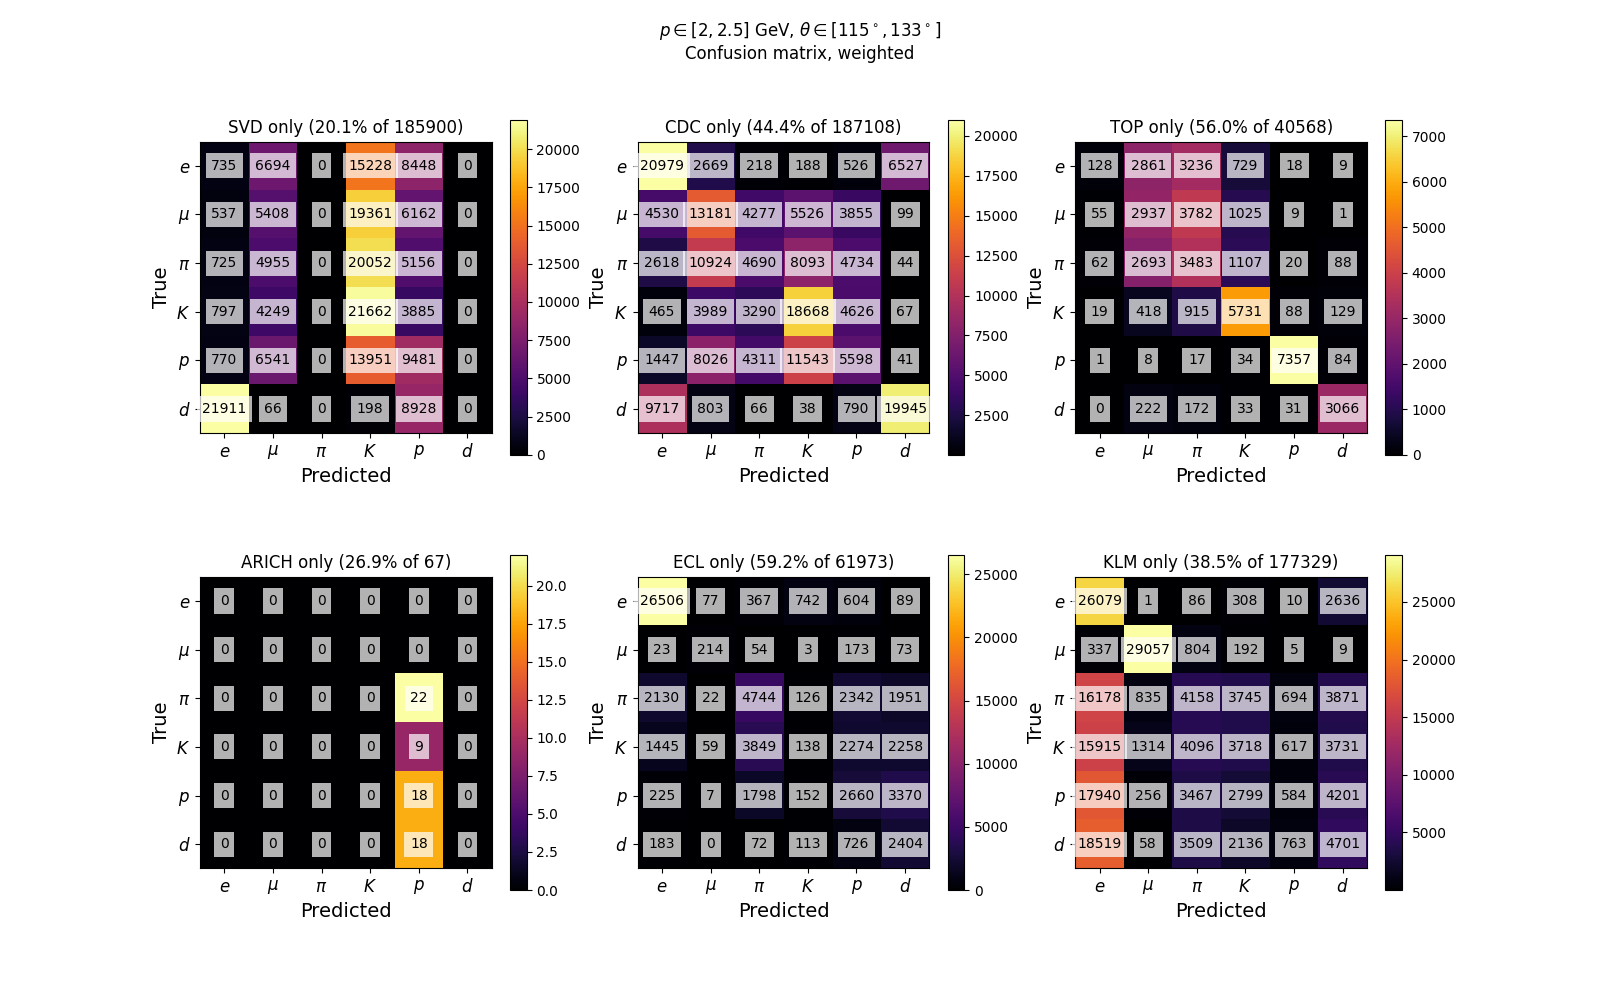 p ∈ [2, 2.5] GeV, θ ∈ [115°, 133°]
Confusion matrix, weighted
SVD only (20.1% of 185900)
True
e 735 6694 0 15228 8448 0
μ 537 5408 0 19361 6162 0
π 725 4955 0 20052 5156 0
K 797 4249 0 21662 3885 0
p 770 6541 0 13951 9481 0
d 21911 66 0 198 8928 0
e μ π K p d
Predicted
20000
17500
15000
12500
10000
7500
5000
2500
0
CDC only (44.4% of 187108)
True
e 20979 2669 218 188 526 6527
μ 4530 13181 4277 5526 3855 99
π 2618 10924 4690 8093 4734 44
K 465 3989 3290 18668 4626 67
p 1447 8026 4311 11543 5598 41
d 9717 803 66 38 790 19945
e μ π K p d
Predicted
20000
17500
15000
12500
10000
7500
5000
2500
TOP only (56.0% of 40568)
True
e 128 2861 3236 729 18 9
μ 55 2937 3782 1025 9 1
π 62 2693 3483 1107 20 88
K 19 418 915 5731 88 129
p 1 8 17 34 7357 84
d 0 222 172 33 31 3066
e μ π K p d
Predicted
7000
6000
5000
4000
3000
2000
1000
0
ARICH only (26.9% of 67)
True
e 0 0 0 0 0 0
μ 0 0 0 0 0 0
π 0 0 0 0 22 0
K 0 0 0 0 9 0
p 0 0 0 0 18 0
d 0 0 0 0 18 0
e μ π K p d
Predicted
20.0
17.5
15.0
12.5
10.0
7.5
5.0
2.5
0.0
ECL only (59.2% of 61973)
True
e 26506 77 367 742 604 89
μ 23 214 54 3 173 73
π 2130 22 4744 126 2342 1951
K 1445 59 3849 138 2274 2258
p 225 7 1798 152 2660 3370
d 183 0 72 113 726 2404
e μ π K p d
Predicted
25000
20000
15000
10000
5000
0
KLM only (38.5% of 177329)
True
e 26079 1 86 308 10 2636
μ 337 29057 804 192 5 9
π 16178 835 4158 3745 694 3871
K 15915 1314 4096 3718 617 3731
p 17940 256 3467 2799 584 4201
d 18519 58 3509 2136 763 4701
e μ π K p d
Predicted
25000
20000
15000
10000
5000